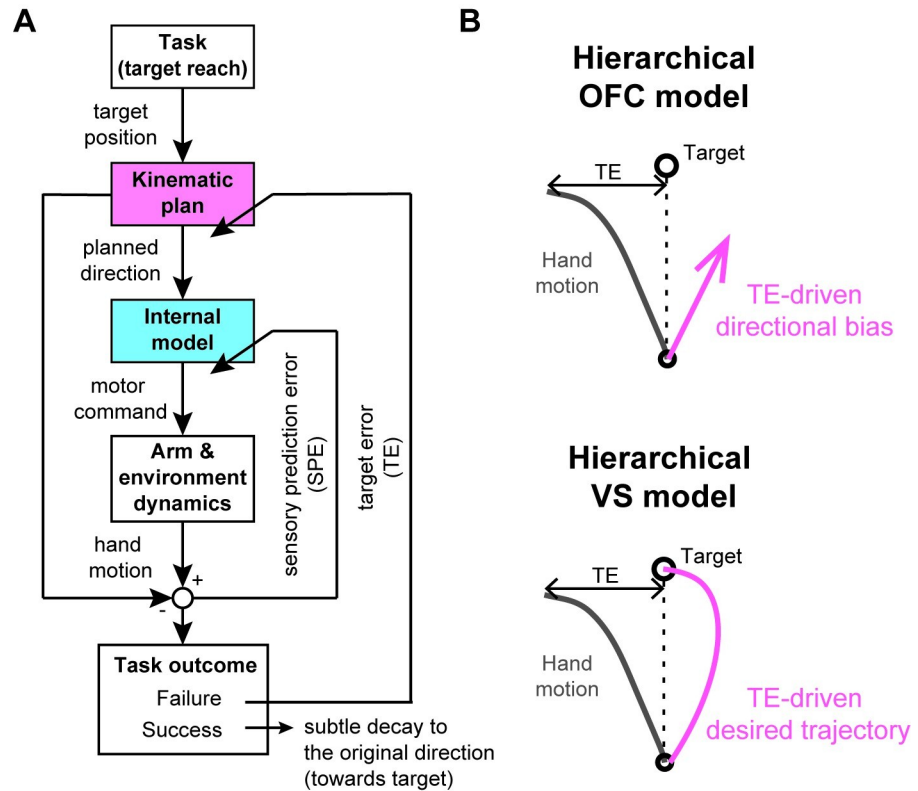 A
Task
(target reach)
target
position
Kinematic
plan
planned
direction
Internal
model
motor
command
Arm &
environment
dynamics
hand
motion
+
-
sensory prediction error
(SPE)
target error
(TE)
Task outcome
Failure
Success
subtle decay to
the original direction
(towards target)
B
Hierarchical
OFC model
TE
Target
Hand
motion
TE-driven
directional bias
Hierarchical
VS model
TE
Target
Hand
motion
TE-driven
desired trajectory